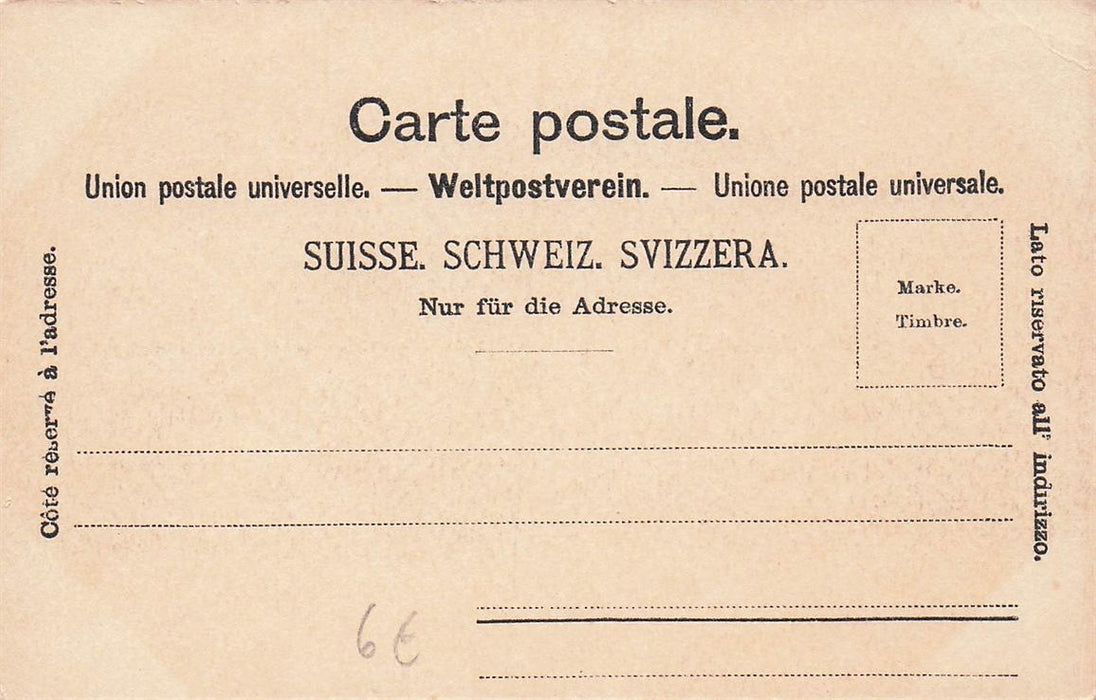 Carte postale.
Union postale universelle. — Weltpostverein. — Unione postale universale.
SUISSE. SCHWEIZ. SVIZZERA.
Nur für die Adresse.
Marke.
Timbre.
Côté réservé à l'adresse.
Lato riservato all' indirizzo.
6€